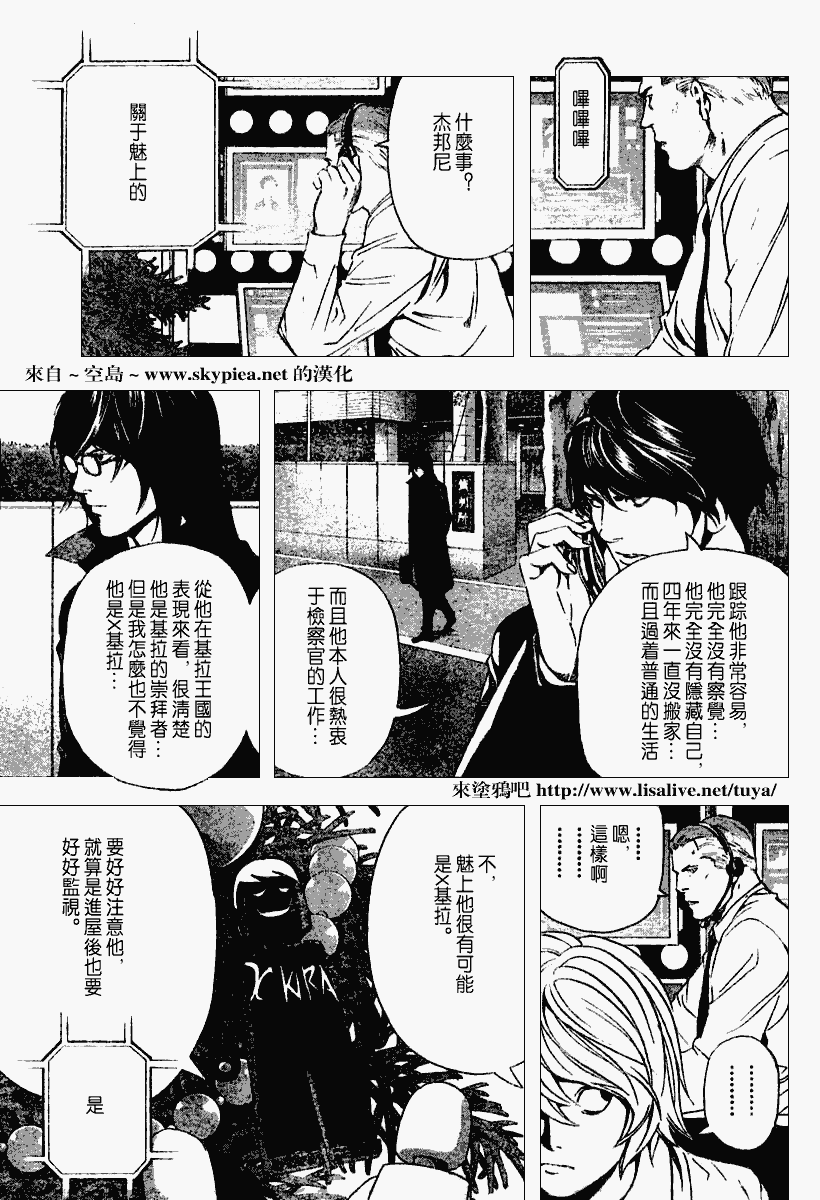 嗶嗶嗶
什麼事?
杰邦尼
關于魅上的
來自～空島～www.skypiea.net 的漢化
跟踪他非常容易,
他完全沒有察覺…
他完全沒有隱藏自己,
四年來一直沒搬家…
而且過着普通的生活
而且他本人很熱衷
于檢察官的工作…
從他在基拉王國的
表現來看,很清楚
他是基拉的崇拜者…
但是我怎麼也不覺得
他是X基拉…
來塗鴉吧 http://www.lisalive.net/tuya/
………
嗯,
這樣啊
………
………
………
不,
魅上他很有可能
是X基拉。
X KIRA
要好好注意他,
就算是進屋後也要
好好監視。
是